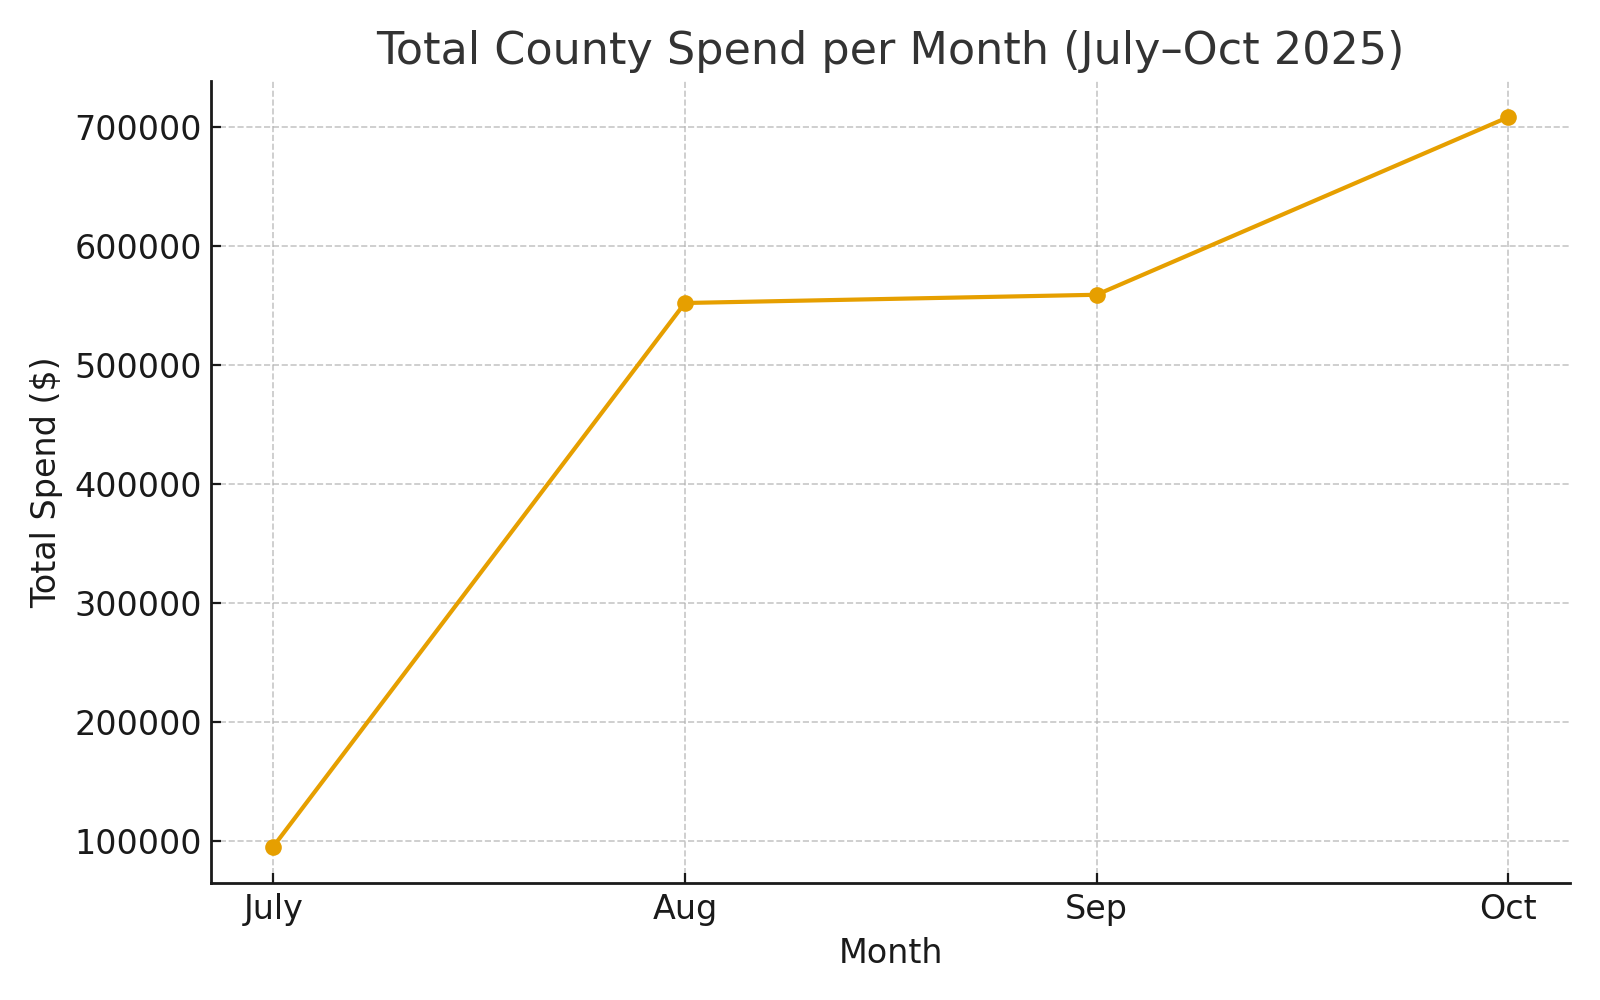 Total County Spend per Month (July–Oct 2025)
700000
600000
500000
400000
300000
200000
100000
Total Spend ($)
July Aug Sep Oct
Month